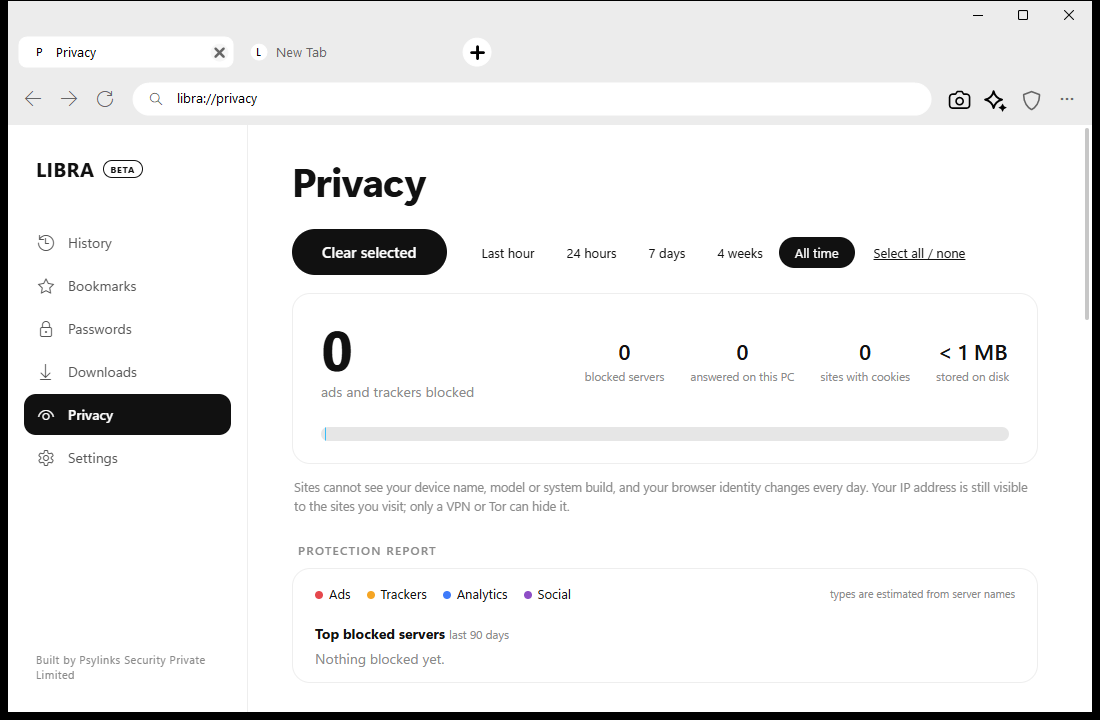 P Privacy
L New Tab
libra://privacy
LIBRA BETA
History
Bookmarks
Passwords
Downloads
Privacy
Settings
Built by Psylinks Security Private
Limited
Privacy
Clear selected Last hour 24 hours 7 days 4 weeks All time Select all / none
0
ads and trackers blocked
0
blocked servers
0
answered on this PC
0
sites with cookies
< 1 MB
stored on disk
Sites cannot see your device name, model or system build, and your browser identity changes every day. Your IP address is still visible
to the sites you visit; only a VPN or Tor can hide it.
PROTECTION REPORT
Ads Trackers Analytics Social types are estimated from server names
Top blocked servers last 90 days
Nothing blocked yet.